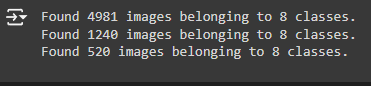 Found 4981 images belonging to 8 classes.
Found 1240 images belonging to 8 classes.
Found 520 images belonging to 8 classes.